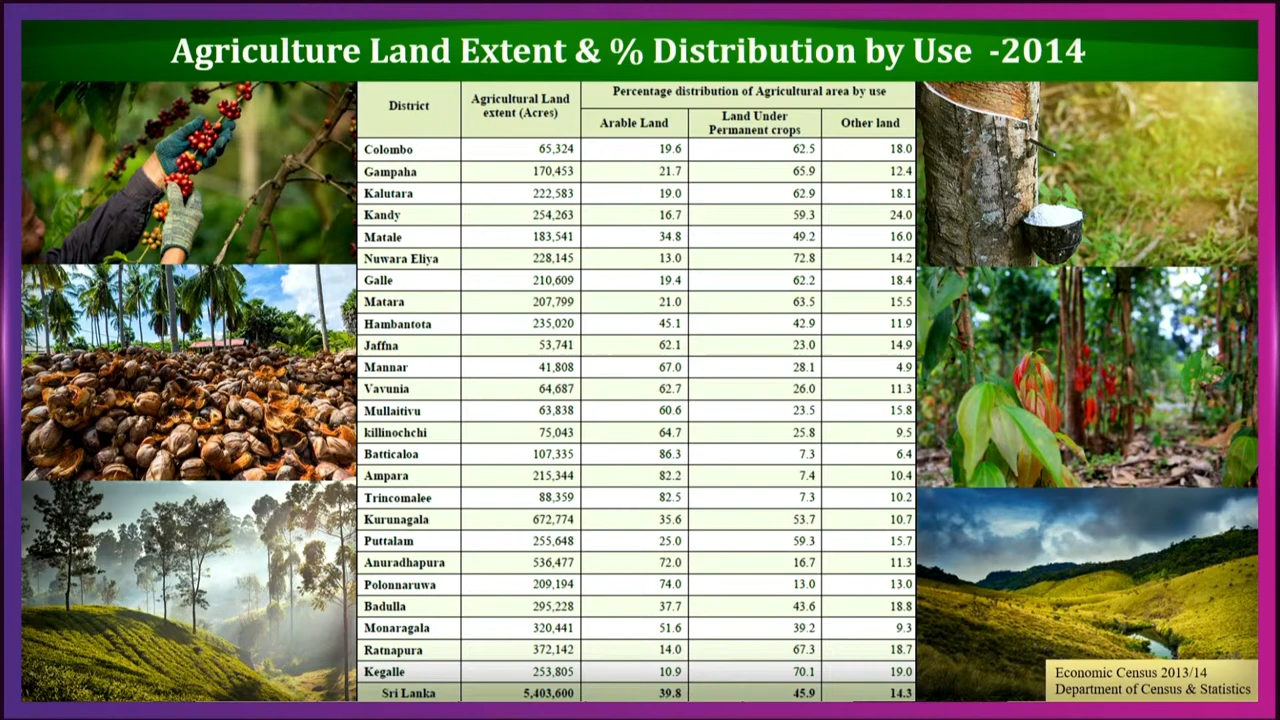 Agriculture Land Extent & % Distribution by Use -2014
District Agricultural Land extent (Acres) Percentage distribution of Agricultural area by use
Arable Land Land Under Permanent crops Other land
Colombo 65,324 19.6 62.5 18.0
Gampaha 170,453 21.7 65.9 12.4
Kalutara 222,583 19.0 62.9 18.1
Kandy 254,263 16.7 59.3 24.0
Matale 183,541 34.8 49.2 16.0
Nuwara Eliya 228,145 13.0 72.8 14.2
Galle 210,609 19.4 62.2 18.4
Matara 207,799 21.0 63.5 15.5
Hambantota 235,020 45.1 42.9 11.9
Jaffna 53,741 62.1 23.0 14.9
Mannar 41,808 67.0 28.1 4.9
Vavunia 64,687 62.7 26.0 11.3
Mullaitivu 63,838 60.6 23.5 15.8
killinochchi 75,043 64.7 25.8 9.5
Batticaloa 107,335 86.3 7.3 6.4
Ampara 215,344 82.2 7.4 10.4
Trincomalee 88,359 82.5 7.3 10.2
Kurunagala 672,774 35.6 53.7 10.7
Puttalam 255,648 25.0 59.3 15.7
Anuradhapura 536,477 72.0 16.7 11.3
Polonnaruwa 209,194 74.0 13.0 13.0
Badulla 295,228 37.7 43.6 18.8
Monaragala 320,441 51.6 39.2 9.3
Ratnapura 372,142 14.0 67.3 18.7
Kegalle 253,805 10.9 70.1 19.0
Sri Lanka 5,403,600 39.8 45.9 14.3
Economic Census 2013/14
Department of Census & Statistics